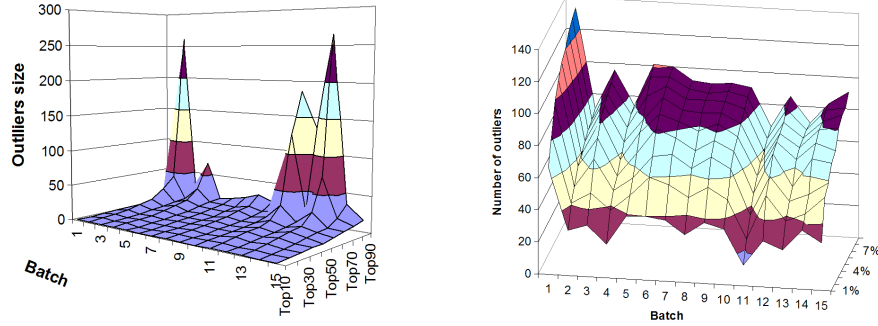 Outliers size
300
250
200
150
100
50
0
1
3
5
7
9
11
13
15
Batch
Top10
Top30
Top50
Top70
Top90
Number of outliers
140
120
100
80
60
40
20
0
1 2 3 4 5 6 7 8 9 10 11 12 13 14 15
Batch
1%
4%
7%